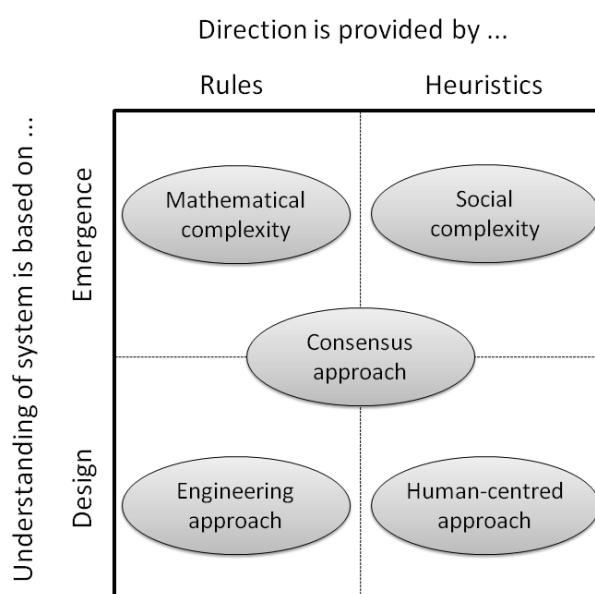 Direction is provided by ...
Rules
Heuristics
Understanding of system is based on ...
Emergence
Mathematical
complexity
Social
complexity
Consensus
approach
Design
Engineering
approach
Human-centred
approach